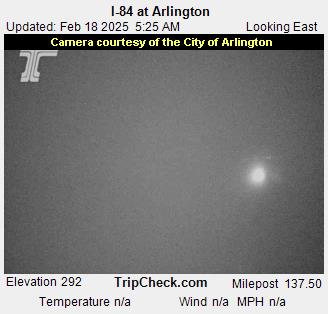 I-84 at Arlington
Updated: Feb 18 2025 5:25 AM Looking East
Camera courtesy of the City of Arlington
Elevation 292 TripCheck.com Milepost 137.50
Temperature n/a Wind n/a MPH n/a